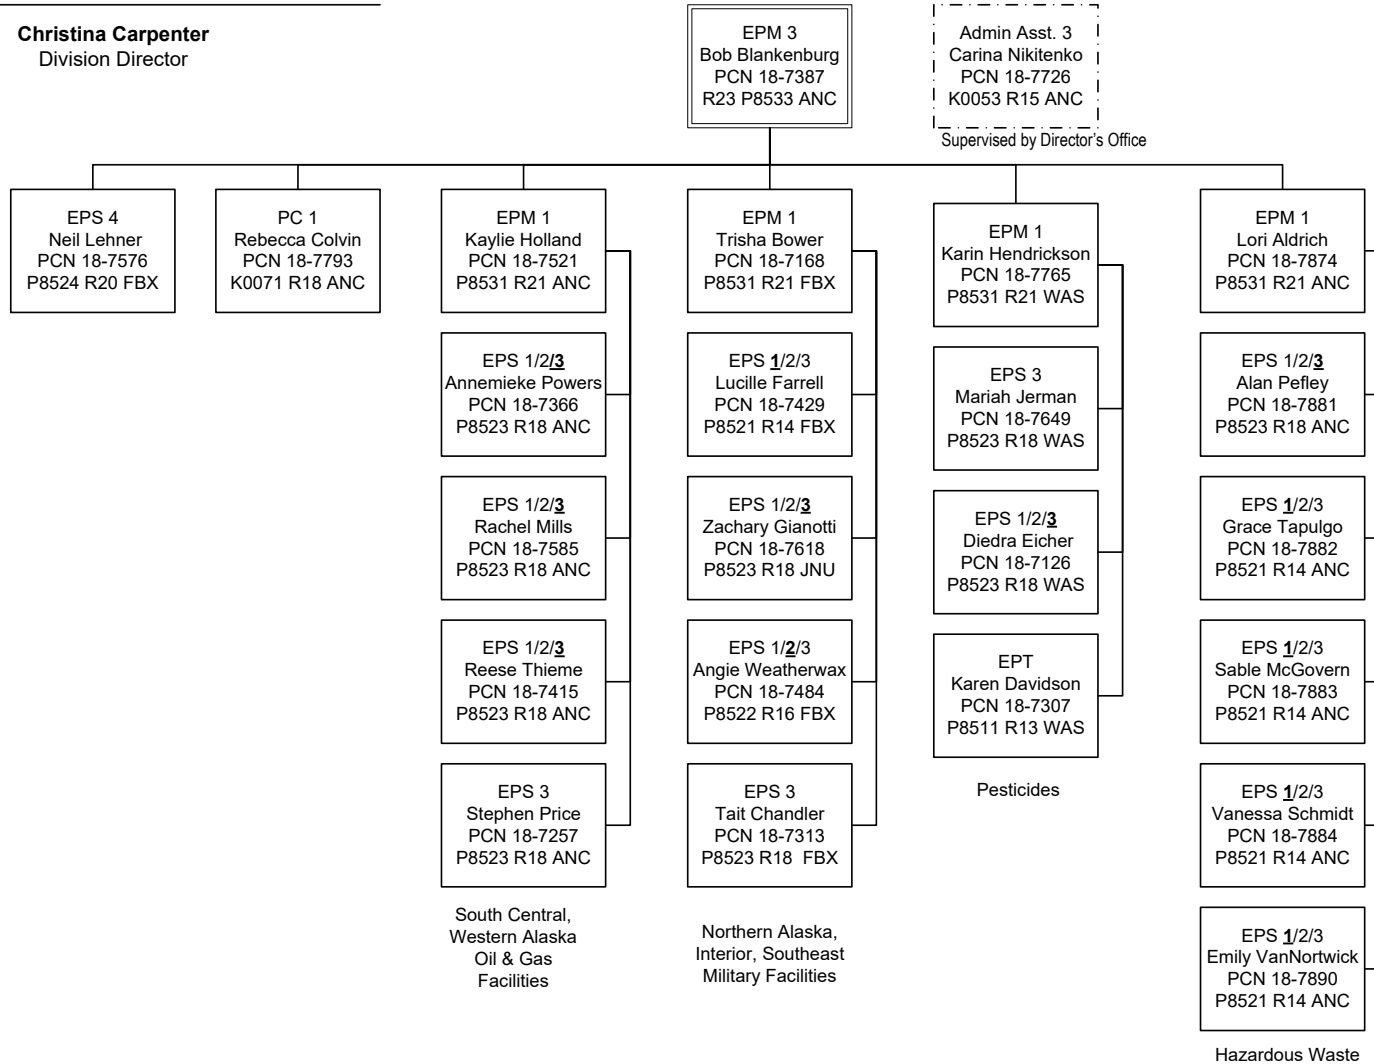 Christina Carpenter
Division Director
EPM 3
Bob Blankenburg
PCN 18-7387
R23 P8533 ANC
Admin Asst. 3
Carina Nikitenko
PCN 18-7726
K0053 R15 ANC
Supervised by Director's Office
EPS 4
Neil Lehner
PCN 18-7576
P8524 R20 FBX
PC 1
Rebecca Colvin
PCN 18-7793
K0071 R18 ANC
EPM 1
Kaylie Holland
PCN 18-7521
P8531 R21 ANC
EPS 1/2/3
Annemieke Powers
PCN 18-7366
P8523 R18 ANC
EPS 1/2/3
Rachel Mills
PCN 18-7585
P8523 R18 ANC
EPS 1/2/3
Reese Thieme
PCN 18-7415
P8523 R18 ANC
EPS 3
Stephen Price
PCN 18-7257
P8523 R18 ANC
South Central,
Western Alaska
Oil & Gas
Facilities
EPM 1
Trisha Bower
PCN 18-7168
P8531 R21 FBX
EPS 1/2/3
Lucille Farrell
PCN 18-7429
P8521 R14 FBX
EPS 1/2/3
Zachary Gianotti
PCN 18-7618
P8523 R18 JNU
EPS 1/2/3
Angie Weatherwax
PCN 18-7484
P8522 R16 FBX
EPS 3
Tait Chandler
PCN 18-7313
P8523 R18 FBX
Northern Alaska,
Interior, Southeast
Military Facilities
EPM 1
Karin Hendrickson
PCN 18-7765
P8531 R21 WAS
EPS 3
Mariah Jerman
PCN 18-7649
P8523 R18 WAS
EPS 1/2/3
Diedra Eicher
PCN 18-7126
P8523 R18 WAS
EPT
Karen Davidson
PCN 18-7307
P8511 R13 WAS
Pesticides
EPM 1
Lori Aldrich
PCN 18-7874
P8531 R21 ANC
EPS 1/2/3
Alan Pefley
PCN 18-7881
P8523 R18 ANC
EPS 1/2/3
Grace Tapulgo
PCN 18-7882
P8521 R14 ANC
EPS 1/2/3
Sable McGovern
PCN 18-7883
P8521 R14 ANC
EPS 1/2/3
Vanessa Schmidt
PCN 18-7884
P8521 R14 ANC
EPS 1/2/3
Emily VanNortwick
PCN 18-7890
P8521 R14 ANC
Hazardous Waste